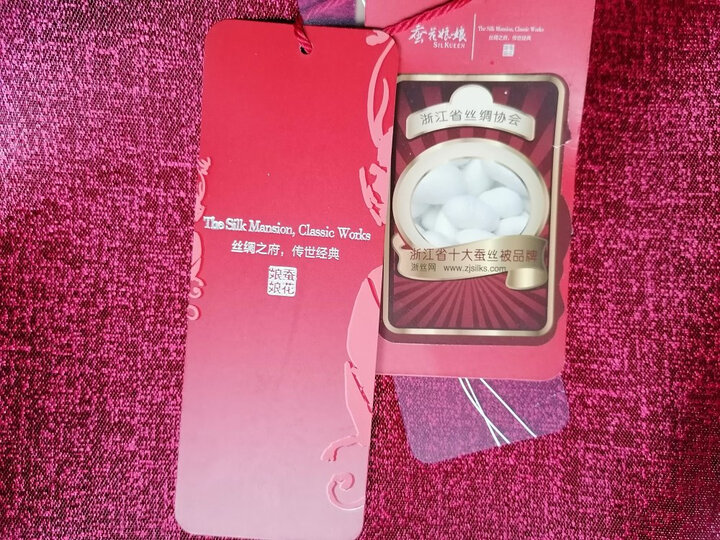 The Silk Mansion, Classic Works
丝绸之府，传世经典
娘蚕
娘花
蚕花娘娘
SILKUEEN
The Silk Mansion, Classic Works
丝绸之府，传世经典
浙江省丝绸协会
浙江省十大蚕丝被品牌
浙丝网 www.zjsilks.com